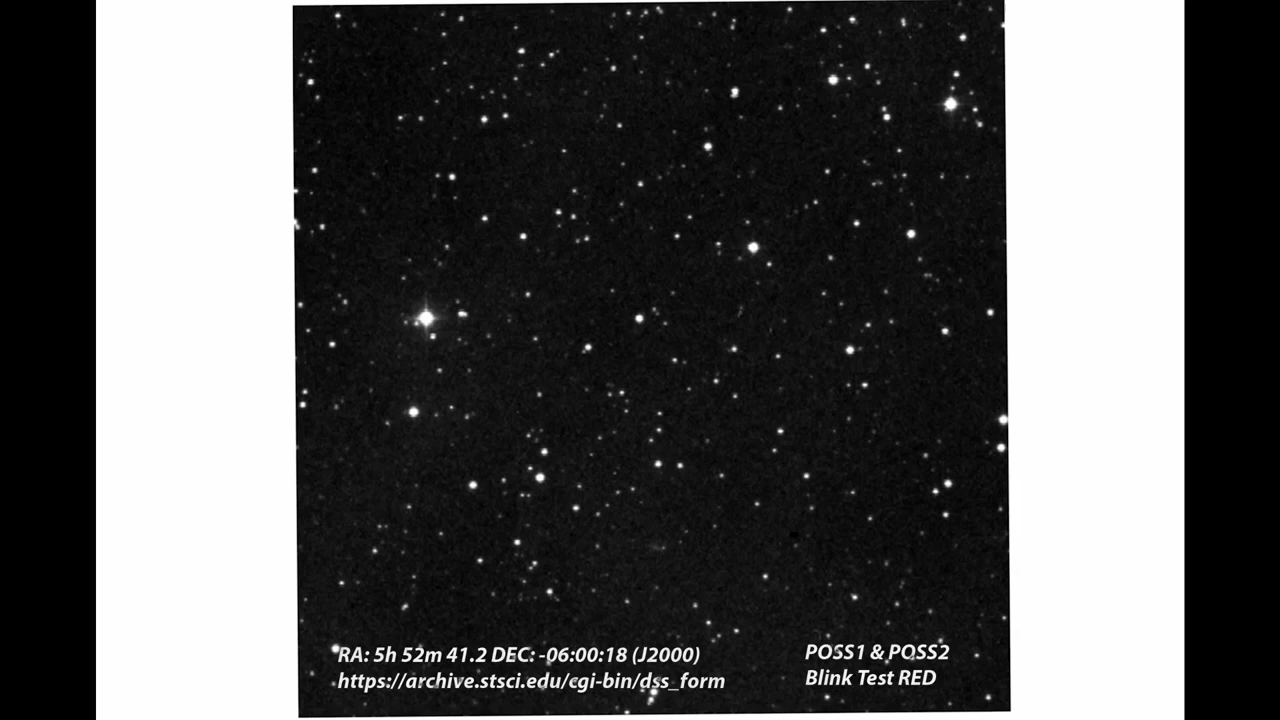 RA: 5h 52m 41.2 DEC: -06:00:18 (J2000)
https://archive.stsci.edu/cgi-bin/dss_form
POSS1 & POSS2
Blink Test RED